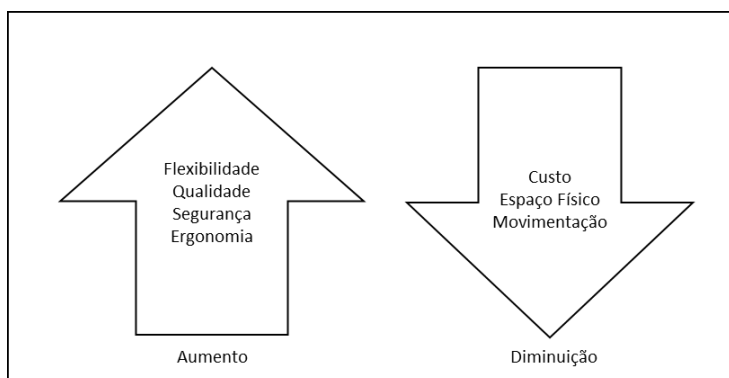 Flexibilidade
Qualidade
Segurança
Ergonomia
Aumento
Custo
Espaço Físico
Movimentação
Diminuição